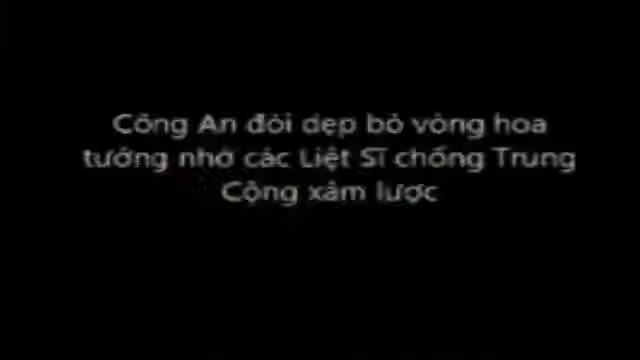 Công An đòi dẹp bỏ vòng hoa
tưởng nhớ các Liệt Sĩ chống Trung
Cộng xâm lược